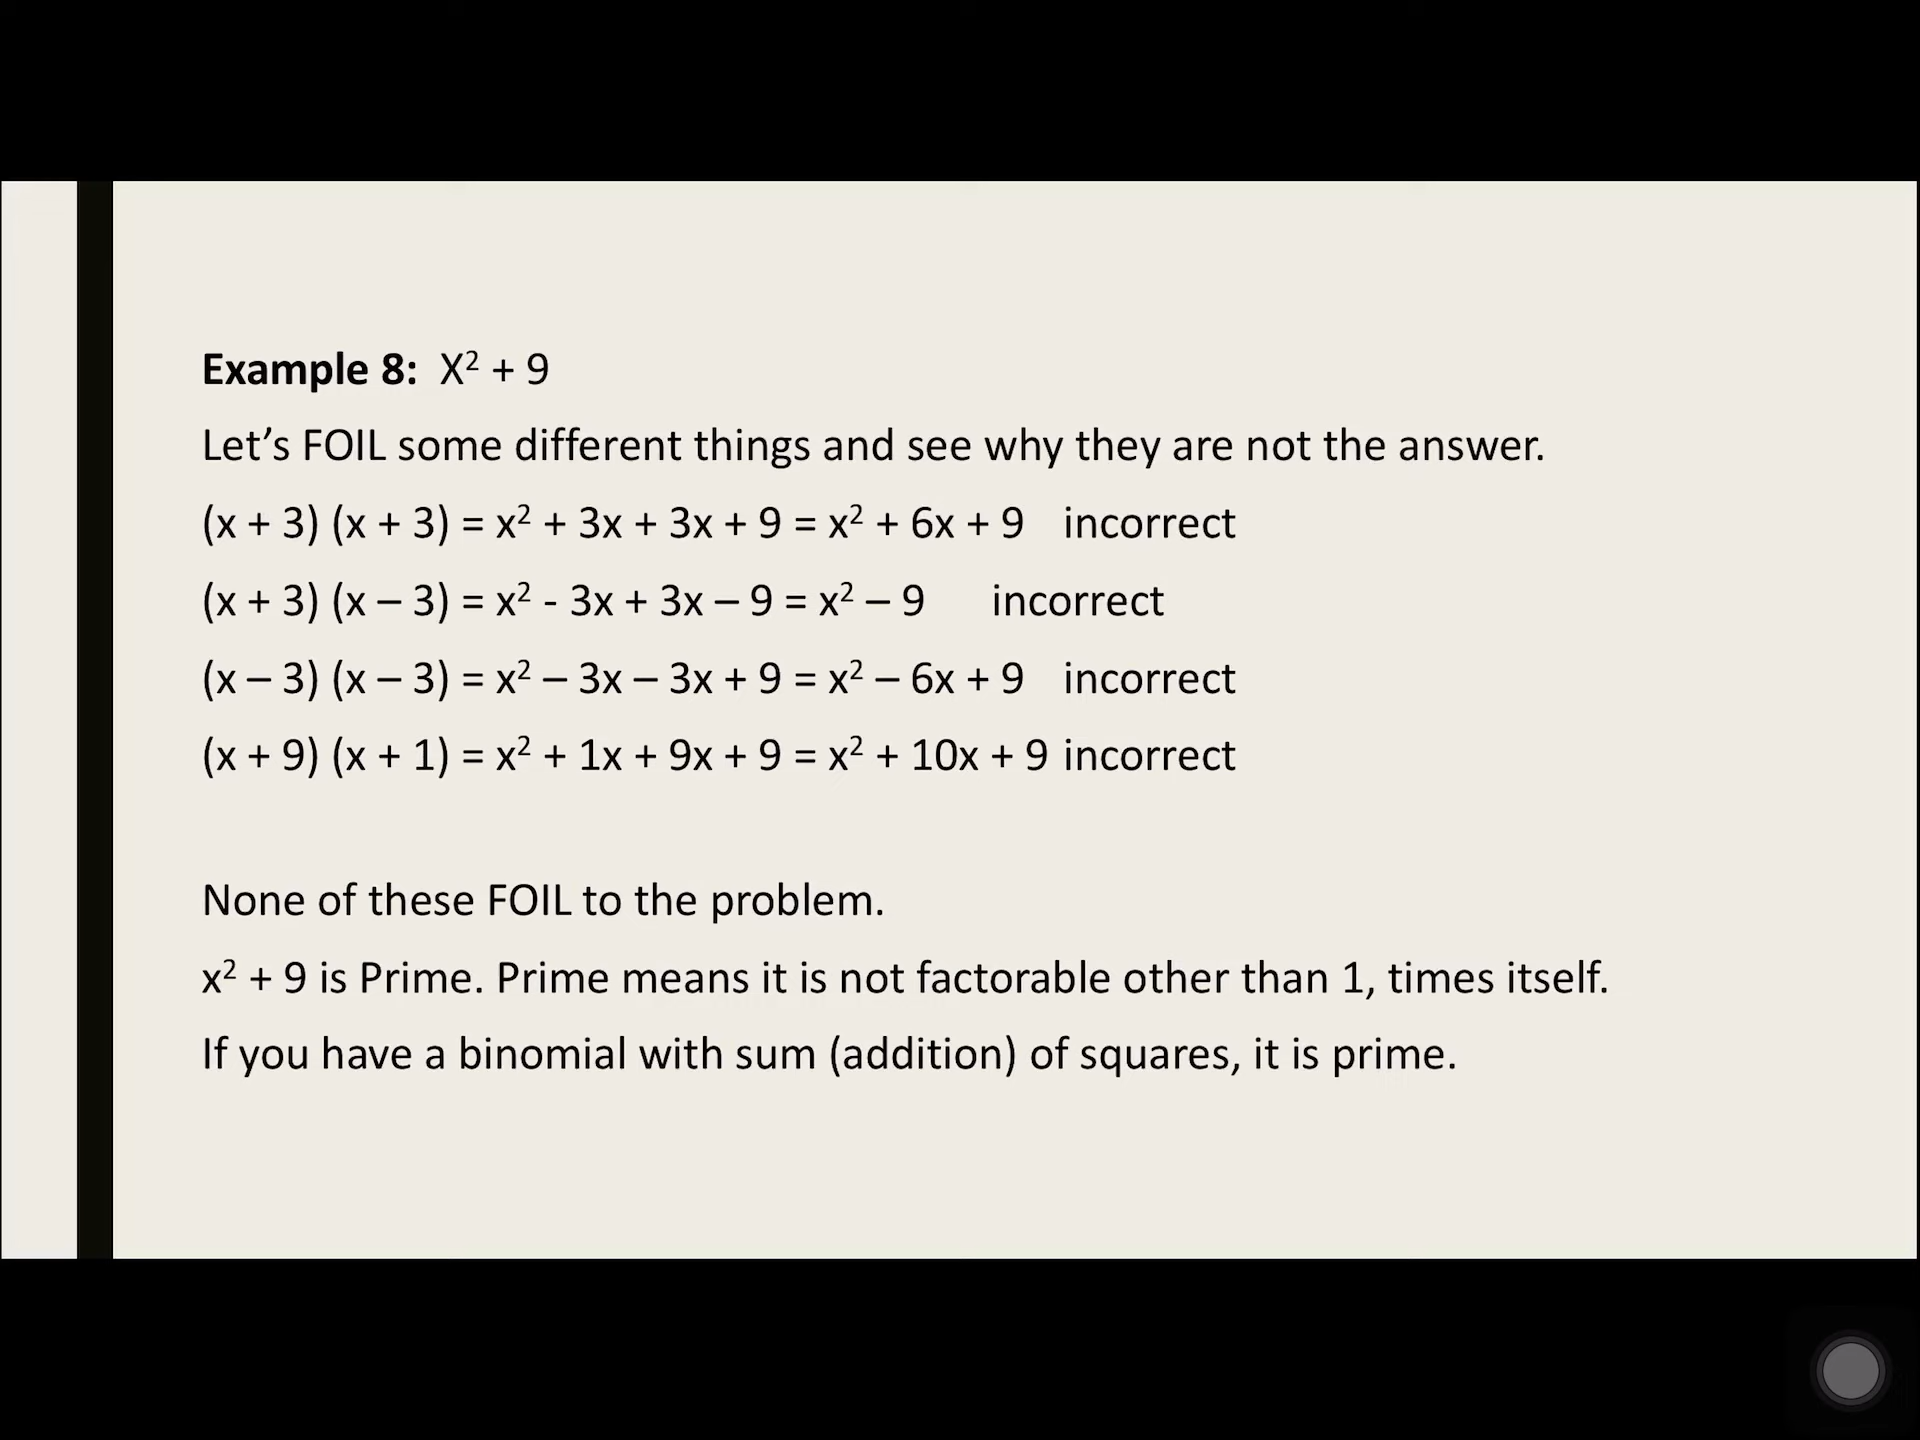 Example 8: X² + 9
Let’s FOIL some different things and see why they are not the answer.
(x + 3) (x + 3) = x² + 3x + 3x + 9 = x² + 6x + 9 incorrect
(x + 3) (x – 3) = x² - 3x + 3x – 9 = x² – 9 incorrect
(x – 3) (x – 3) = x² – 3x – 3x + 9 = x² – 6x + 9 incorrect
(x + 9) (x + 1) = x² + 1x + 9x + 9 = x² + 10x + 9 incorrect
None of these FOIL to the problem.
x² + 9 is Prime. Prime means it is not factorable other than 1, times itself.
If you have a binomial with sum (addition) of squares, it is prime.